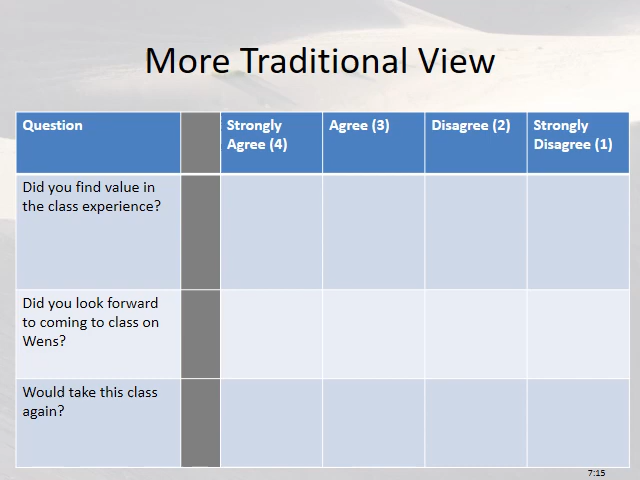 More Traditional View
Question
Strongly
Agree (4)
Agree (3)
Disagree (2)
Strongly
Disagree (1)
Did you find value in
the class experience?
Did you look forward
to coming to class on
Wens?
Would take this class
again?
7:15